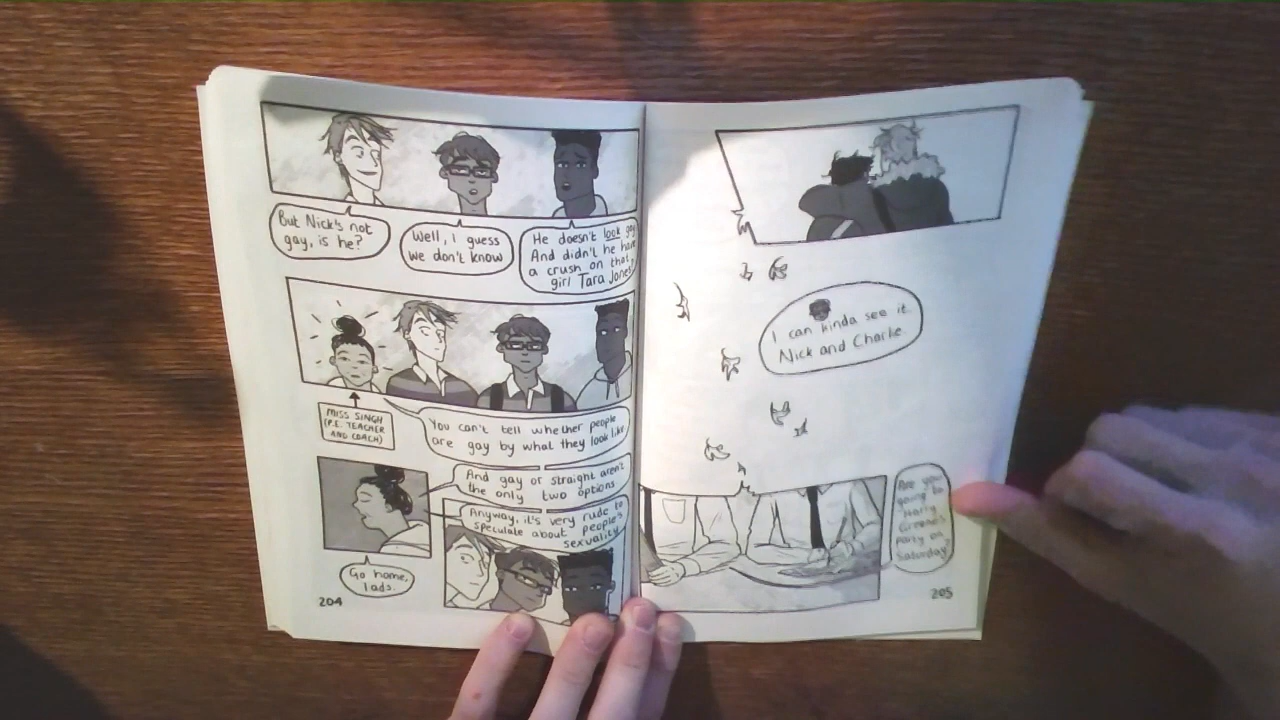 But Nick's not
gay, is he?
Well, I guess
we don't know
He doesn't look gay
And didn't he have
a crush on that
girl Tara Jones?
MISS SINGH
(P.E. TEACHER
AND COACH)
You can't tell whether people
are gay by what they look like
And gay or straight aren't
the only two options
Anyway, it's very rude to
speculate about people's
sexuality
Go home,
lads.
204
I can kinda see it.
Nick and Charlie.
Are you
going to
Harry
Greene's
party on
Saturday?
205